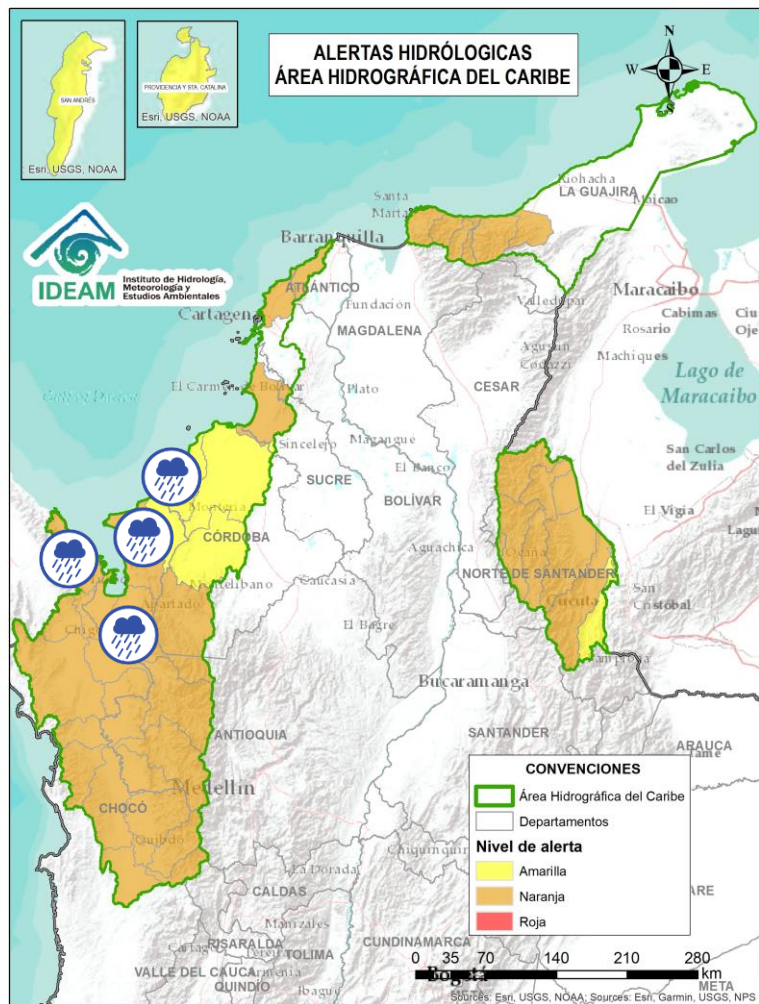 ALERTAS HIDRÓLOGICAS
ÁREA HIDROGRÁFICA DEL CARIBE
SAN ANDRÉS
Esri, USGS, NOAA
PROVIDENCIA Y STA. CATALINA
Esri, USGS, NOAA
N
W E
S
IDEAM
Instituto de Hidrología,
Meteorología y
Estudios Ambientales
Riohacha
LA GUAJIRA
Maicao
Santa
Marta
Barranquilla
ATLÁNTICO
Cartagena
Fundación
MAGDALENA
Valledupar
Maracaibo
Cabimas
Ciu
Oje
Rosario
Machiques
Agustín
Codazzi
CESAR
Lago de
Maracaibo
El Carmen de Bolívar
Plato
Sincelejo
Magangué
San Carlos
del Zulia
SUCRE
El Banco
BOLÍVAR
El Vigía
Montería
CÓRDOBA
Aguachica
Ocaña
NORTE DE SANTANDER
Cúcuta
San
Cristóbal
Caucasia
Apartadó
El Bagre
Pamplona
Bucaramanga
ANTIOQUIA
SANTANDER
ARAUCA
Medellín
CHOCÓ
Quibdó
La Dorada
CALDAS
Manizales
RISARALDA
TOLIMA
CUNDINAMARCA
VALLE DEL CAUCA
Armenia
QUINDÍO
Ibagué
Bogotá
META
CONVENCIONES
Área Hidrográfica del Caribe
Departamentos
Nivel de alerta
Amarilla
Naranja
Roja
0 35 70 140 210 280
km
Sources: Esri, USGS, NOAA; Sources: Esri, Garmin, USGS, NPS